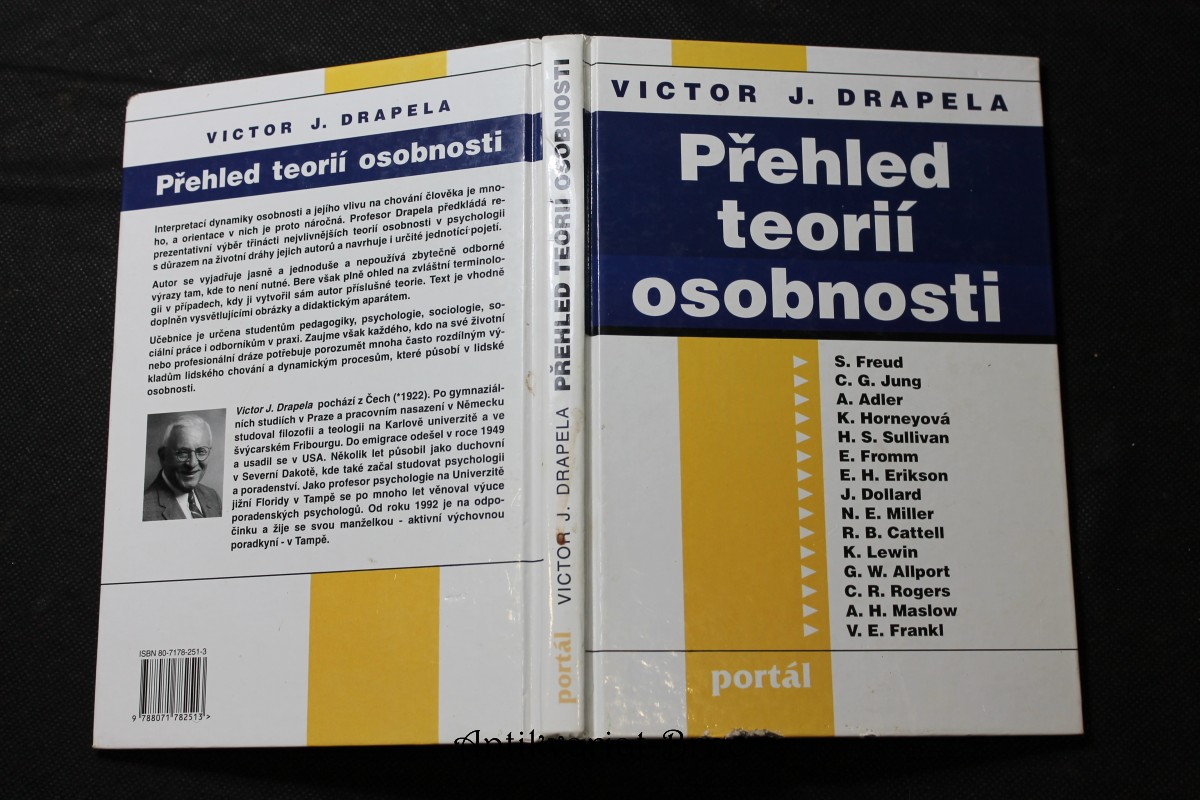 VICTOR J. DRAPELA
Přehled teorií osobnosti
Interpretací dynamiky osobnosti a jejího vlivu na chování člověka je mno-
ho, a orientace v nich je proto náročná. Profesor Drapela předkládá re-
prezentativní výběr třinácti nejvlivnějších teorií osobnosti v psychologii
s důrazem na životní dráhy jejich autorů a navrhuje i určité jednotící pojetí.
Autor se vyjadřuje jasně a jednoduše a nepoužívá zbytečně odborné
výrazy tam, kde to není nutné. Bere však plně ohled na zvláštní terminolo-
gii v případech, kdy ji vytvořil sám autor příslušné teorie. Text je vhodně
doplněn vysvětlujícími obrázky a didaktickým aparátem.
Učebnice je určena studentům pedagogiky, psychologie, sociologie, so-
ciální práce i odborníkům v praxi. Zaujme však každého, kdo na své životní
nebo profesionální dráze potřebuje porozumět mnoha často rozdílným vý-
kladům lidského chování a dynamickým procesům, které působí v lidské
osobnosti.
Victor J. Drapela pochází z Čech (*1922). Po gymnaziál-
ních studiích v Praze a pracovním nasazení v Německu
studoval filozofii a teologii na Karlově univerzitě a ve
švýcarském Fribourgu. Do emigrace odešel v roce 1949
a usadil se v USA. Několik let působil jako duchovní
v Severní Dakotě, kde také začal studovat psychologii
a poradenství. Jako profesor psychologie na Univerzitě
jižní Floridy v Tampě se po mnoho let věnoval výuce
poradenských psychologů. Od roku 1992 je na odpo-
činku a žije se svou manželkou - aktivní výchovnou
poradkyní - v Tampě.
ISBN 80-7178-251-3
9 788071 782513 >
portál VICTOR J. DRAPELA PŘEHLED TEORIÍ OSOBNOSTI
VICTOR J. DRAPELA
Přehled
teorií
osobnosti
S. Freud
C. G. Jung
A. Adler
K. Horneyová
H. S. Sullivan
E. Fromm
E. H. Erikson
J. Dollard
N. E. Miller
R. B. Cattell
K. Lewin
G. W. Allport
C. R. Rogers
A. H. Maslow
V. E. Frankl
portál